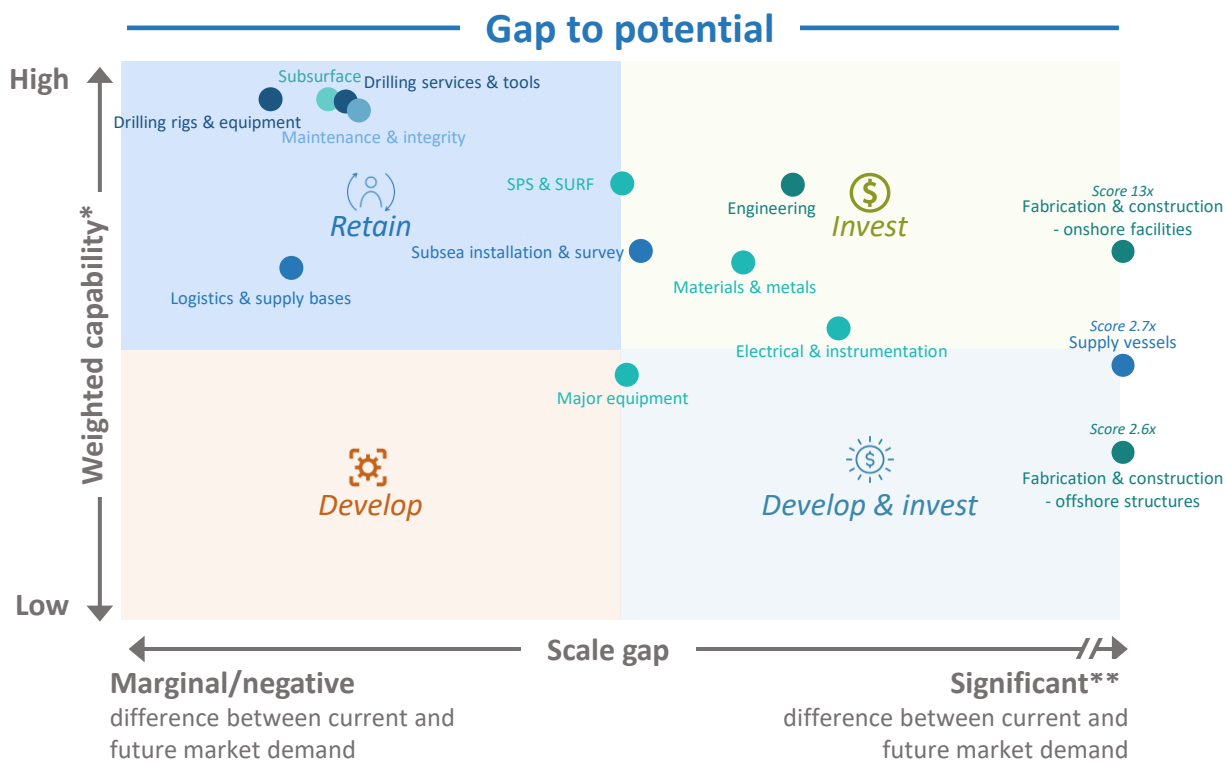 Gap to potential
High
Weighted capability*
Low
Subsurface
Drilling services & tools
Drilling rigs & equipment
Maintenance & integrity
Retain
SPS & SURF
Engineering
$
Invest
Score 13x
Fabrication & construction
- onshore facilities
Subsea installation & survey
Logistics & supply bases
Materials & metals
Electrical & instrumentation
Score 2.7x
Supply vessels
Major equipment
Develop
$
Develop & invest
Score 2.6x
Fabrication & construction
- offshore structures
Scale gap
Marginal/negative
difference between current and
future market demand
Significant**
difference between current and
future market demand